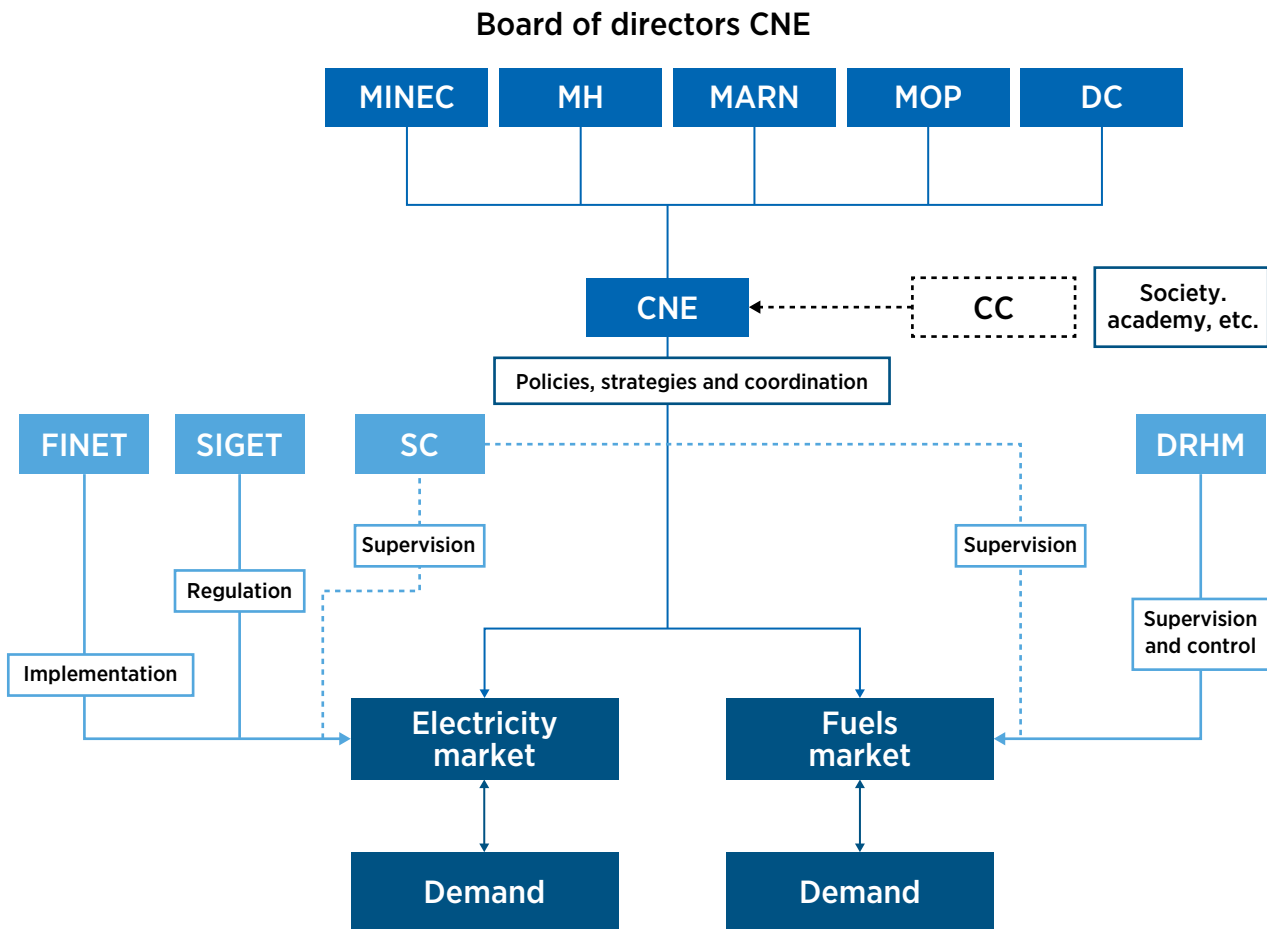 Board of directors CNE
MINEC
MH
MARN
MOP
DC
CNE
CC
Society.
academy, etc.
Policies, strategies and coordination
FINET
SIGET
SC
DRHM
Supervision
Supervision
Regulation
Supervision
and control
Implementation
Electricity
market
Fuels
market
Demand
Demand